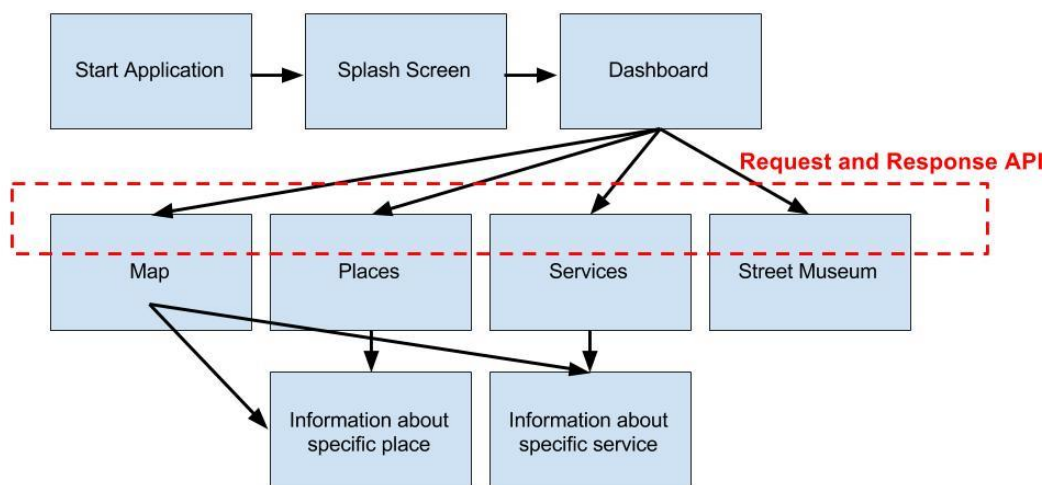 Start Application
Splash Screen
Dashboard
Request and Response API
Map
Places
Services
Street Museum
Information about
specific place
Information about
specific service